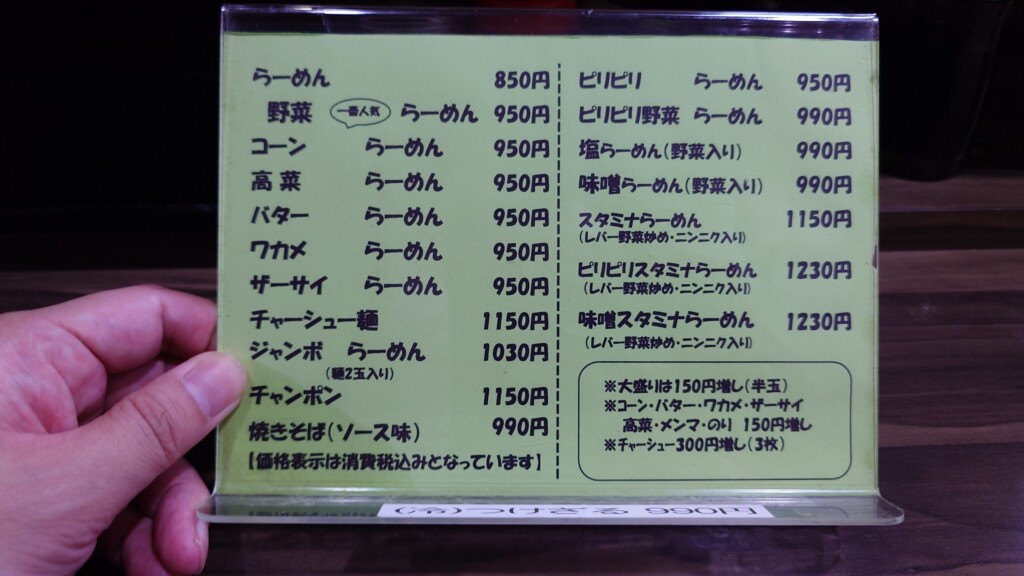 らーめん 850円
野菜 一番人気 らーめん 950円
コーン らーめん 950円
高菜 らーめん 950円
バター らーめん 950円
ワカメ らーめん 950円
ザーサイ らーめん 950円
チャーシュー麺 1150円
ジャンボ らーめん 1030円
(麺2玉入り)
チャンポン 1150円
焼きそば(ソース味) 990円
【価格表示は消費税込みとなっています】
ピリピリ らーめん 950円
ピリピリ野菜 らーめん 990円
塩らーめん(野菜入り) 990円
味噌らーめん(野菜入り) 990円
スタミナらーめん 1150円
(レバー野菜炒め・ニンニク入り)
ピリピリスタミナらーめん 1230円
(レバー野菜炒め・ニンニク入り)
味噌スタミナらーめん 1230円
(レバー野菜炒め・ニンニク入り)
※大盛りは150円増し(半玉)
※コーン・バター・ワカメ・ザーサイ
高菜・メンマ・のり 150円増し
※チャーシュー300円増し(3枚)
(冷)つけざる 990円